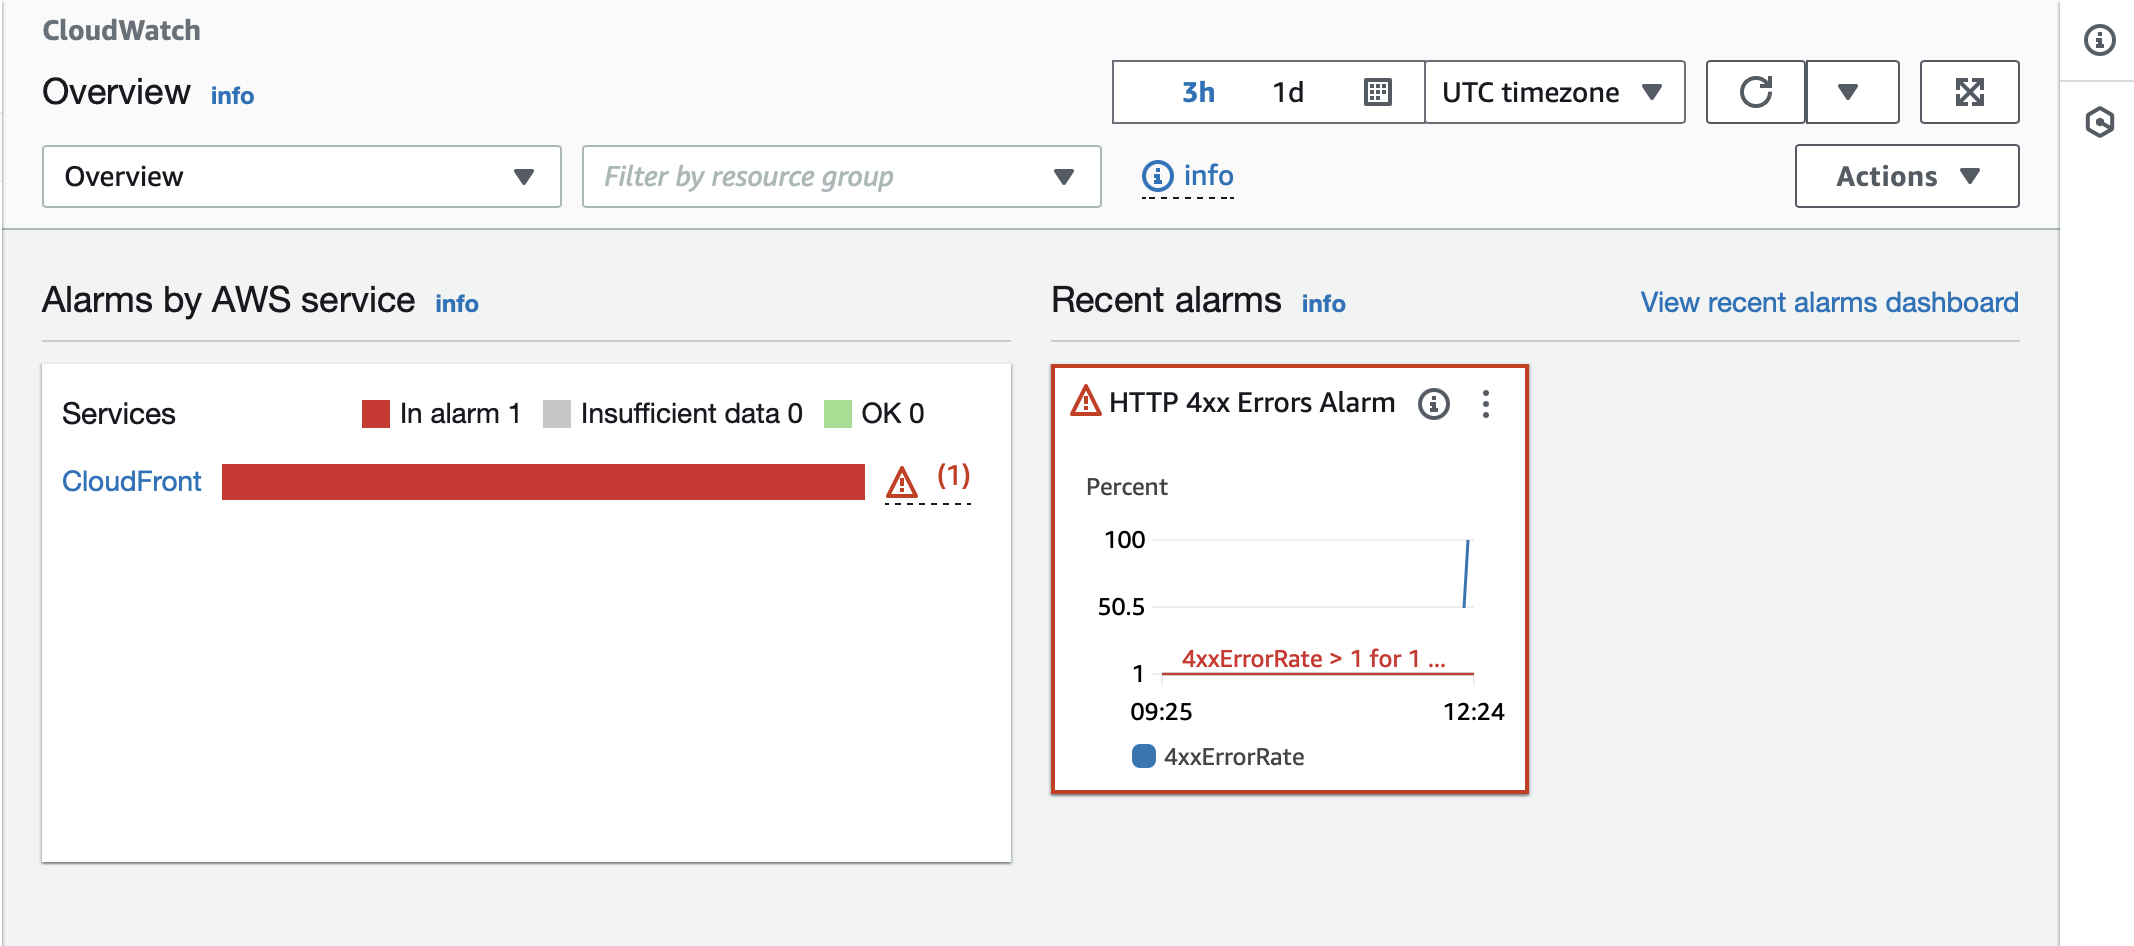 CloudWatch
Overview info
3h 1d UTC timezone
Overview Filter by resource group info Actions
Alarms by AWS service info
Services In alarm 1 Insufficient data 0 OK 0
CloudFront (1)
Recent alarms info View recent alarms dashboard
HTTP 4xx Errors Alarm
Percent
100
50.5
4xxErrorRate > 1 for 1 ...
1
09:25 12:24
4xxErrorRate